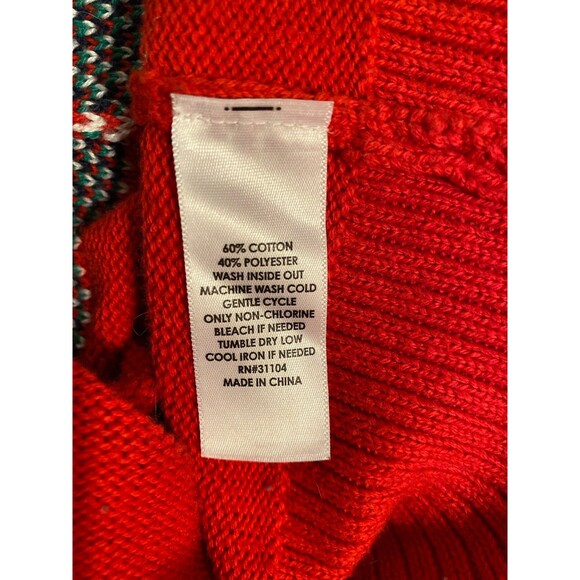 60% COTTON
40% POLYESTER
WASH INSIDE OUT
MACHINE WASH COLD
GENTLE CYCLE
ONLY NON-CHLORINE
BLEACH IF NEEDED
TUMBLE DRY LOW
COOL IRON IF NEEDED
RN#31104
MADE IN CHINA